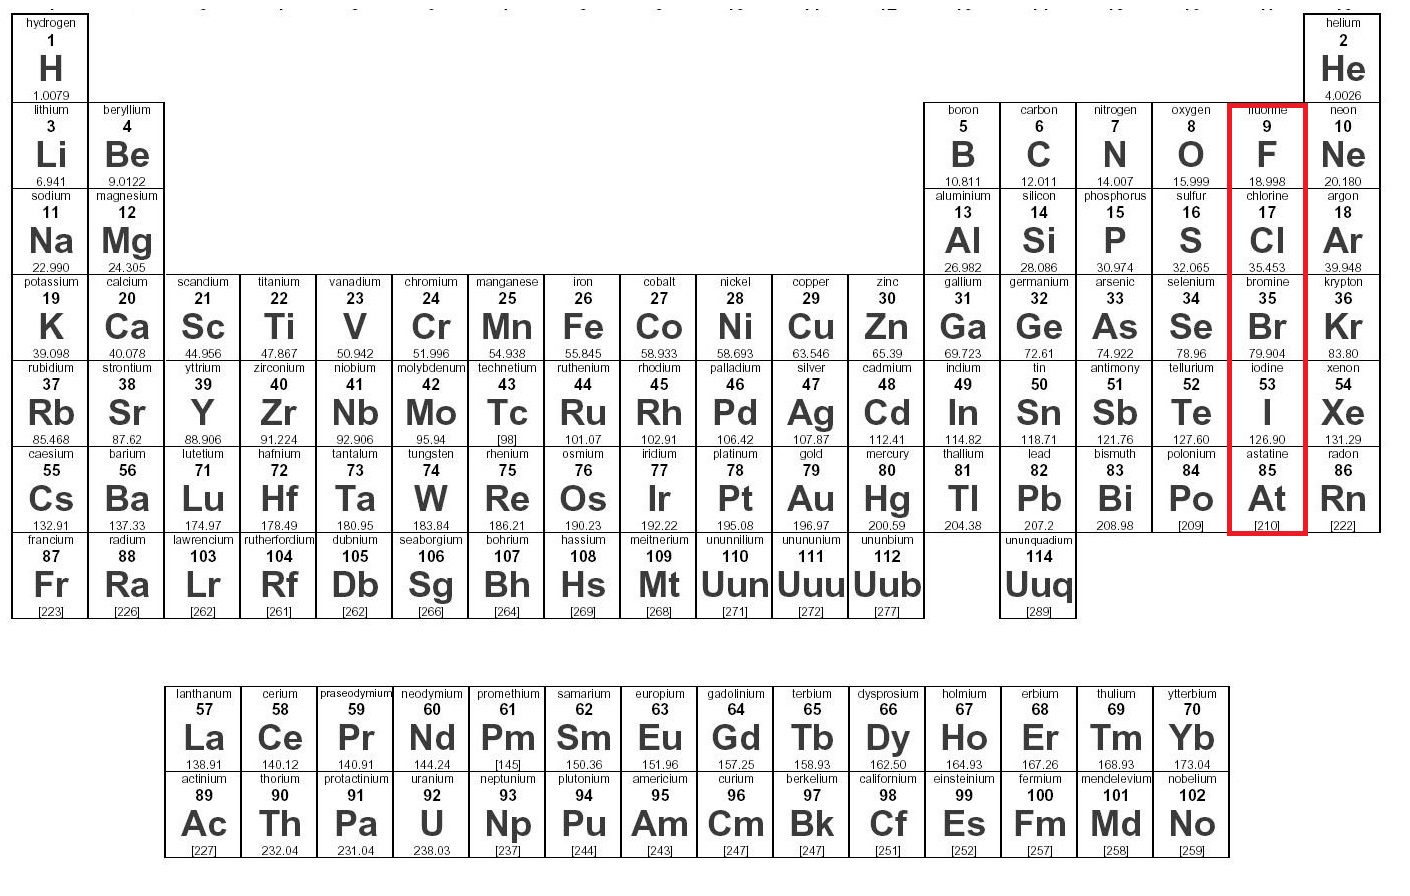 hydrogen helium
1 2
H He
1.0079 4.0026
lithium beryllium boron carbon nitrogen oxygen fluorine neon
3 4 5 6 7 8 9 10
Li Be B C N O F Ne
6.941 9.0122 10.811 12.011 14.007 15.999 18.998 20.180
sodium magnesium aluminium silicon phosphorus sulfur chlorine argon
11 12 13 14 15 16 17 18
Na Mg Al Si P S Cl Ar
22.990 24.305 26.982 28.086 30.974 32.065 35.453 39.948
potassium calcium scandium titanium vanadium chromium manganese iron cobalt nickel copper zinc gallium germanium arsenic selenium bromine krypton
19 20 21 22 23 24 25 26 27 28 29 30 31 32 33 34 35 36
K Ca Sc Ti V Cr Mn Fe Co Ni Cu Zn Ga Ge As Se Br Kr
39.098 40.078 44.956 47.867 50.942 51.996 54.938 55.845 58.933 58.693 63.546 65.39 69.723 72.61 74.922 78.96 79.904 83.80
rubidium strontium yttrium zirconium niobium molybdenum technetium ruthenium rhodium palladium silver cadmium indium tin antimony tellurium iodine xenon
37 38 39 40 41 42 43 44 45 46 47 48 49 50 51 52 53 54
Rb Sr Y Zr Nb Mo Tc Ru Rh Pd Ag Cd In Sn Sb Te I Xe
85.468 87.62 88.906 91.224 92.906 95.94 [98] 101.07 102.91 106.42 107.87 112.41 114.82 118.71 121.76 127.60 126.90 131.29
caesium barium lutetium hafnium tantalum tungsten rhenium osmium iridium platinum gold mercury thallium lead bismuth polonium astatine radon
55 56 71 72 73 74 75 76 77 78 79 80 81 82 83 84 85 86
Cs Ba Lu Hf Ta W Re Os Ir Pt Au Hg Tl Pb Bi Po At Rn
132.91 137.33 174.97 178.49 180.95 183.84 186.21 190.23 192.22 195.08 196.97 200.59 204.38 207.2 208.98 [209] [210] [222]
francium radium lawrencium rutherfordium dubnium seaborgium bohrium hassium meitnerium ununnilium unununium ununbium ununquadium
87 88 103 104 105 106 107 108 109 110 111 112 114
Fr Ra Lr Rf Db Sg Bh Hs Mt Uun Uuu Uub Uuq
[223] [226] [262] [261] [262] [266] [264] [269] [268] [271] [272] [277] [289]
lanthanum cerium praseodymium neodymium promethium samarium europium gadolinium terbium dysprosium holmium erbium thulium ytterbium
57 58 59 60 61 62 63 64 65 66 67 68 69 70
La Ce Pr Nd Pm Sm Eu Gd Tb Dy Ho Er Tm Yb
138.91 140.12 140.91 144.24 [145] 150.36 151.96 157.25 158.93 162.50 164.93 167.26 168.93 173.04
actinium thorium protactinium uranium neptunium plutonium americium curium berkelium californium einsteinium fermium mendelevium nobelium
89 90 91 92 93 94 95 96 97 98 99 100 101 102
Ac Th Pa U Np Pu Am Cm Bk Cf Es Fm Md No
[227] 232.04 231.04 238.03 [237] [244] [243] [247] [247] [251] [252] [257] [258] [259]